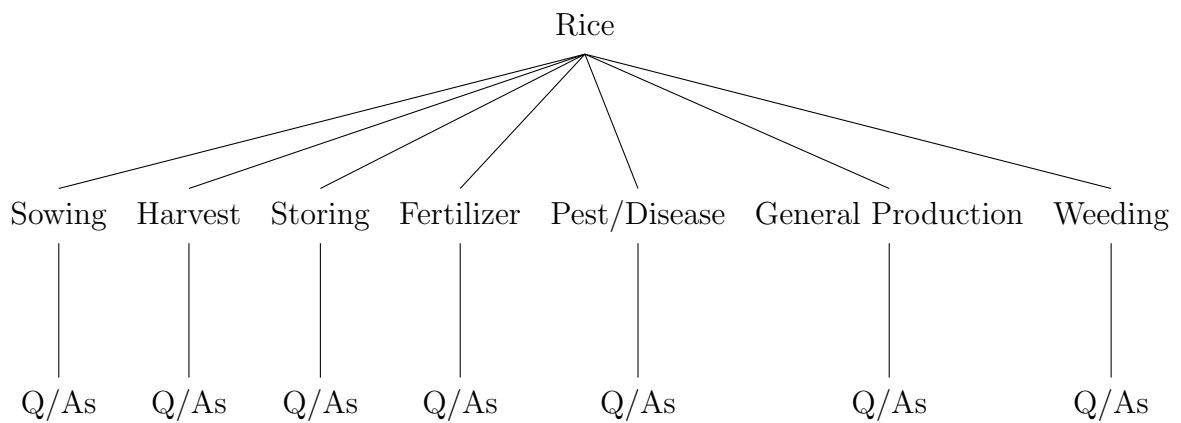 Rice
Sowing Harvest Storing Fertilizer Pest/Disease General Production Weeding
Q/As Q/As Q/As Q/As Q/As Q/As Q/As